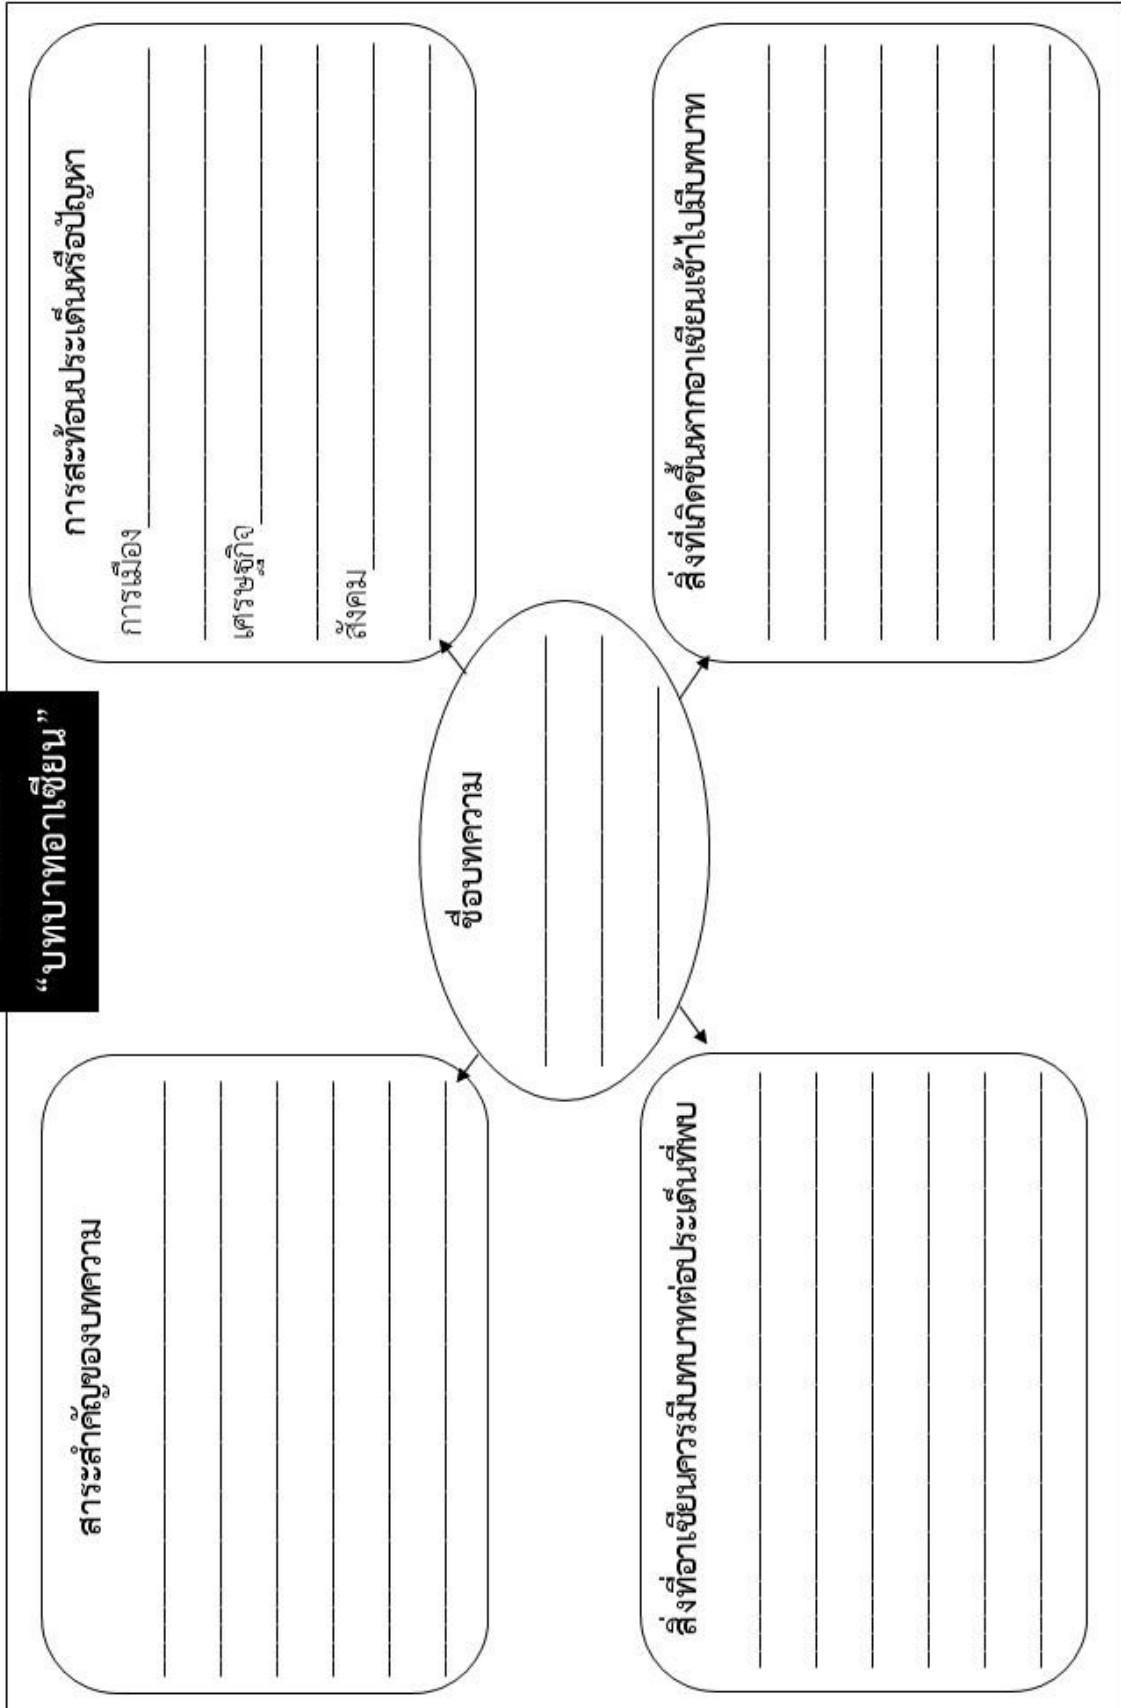 “บทบาทอาเซียน”
สาระสำคัญของบทความ
การสะท้อนประเด็นหรือปัญหา
การเมือง
เศรษฐกิจ
สังคม
ชื่อบทความ
สิ่งที่อาเซียนควรมีบทบาทต่อประเด็นที่พบ
สิ่งที่เกิดขึ้นหากอาเซียนเข้าไปมีบทบาท